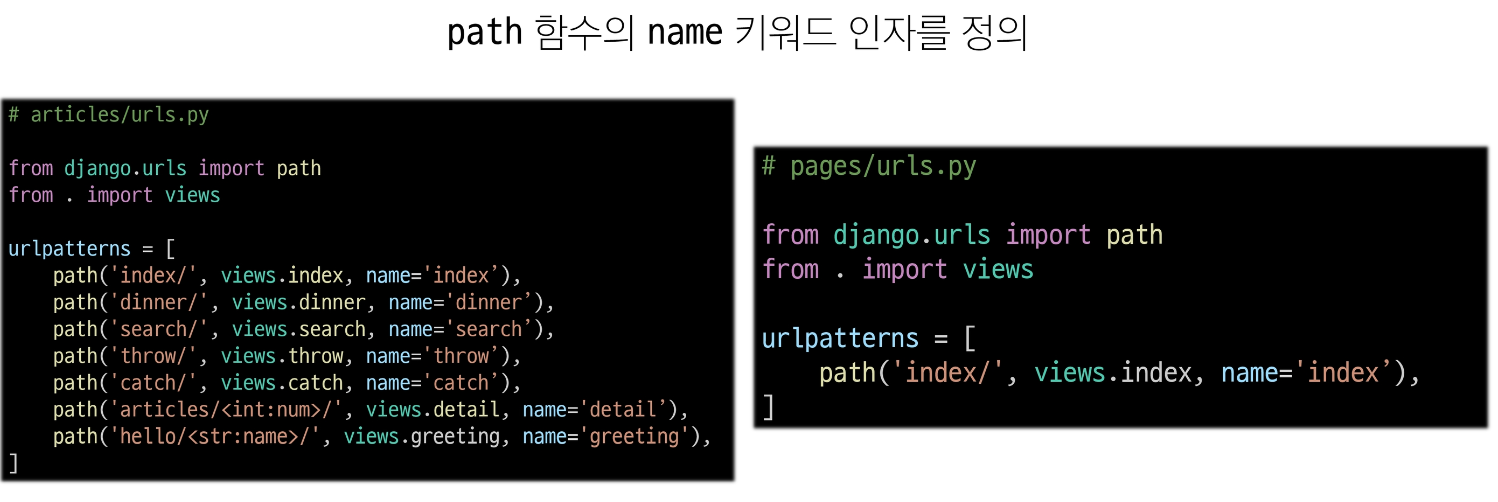 path 함수의 name 키워드 인자를 정의
# articles/urls.py
from django.urls import path
from . import views
urlpatterns = [
    path('index/', views.index, name='index’),
    path('dinner/', views.dinner, name='dinner’),
    path('search/', views.search, name='search’),
    path('throw/', views.throw, name='throw’),
    path('catch/', views.catch, name='catch’),
    path('articles/<int:num>/', views.detail, name='detail’),
    path('hello/<str:name>/', views.greeting, name='greeting'),
]
# pages/urls.py
from django.urls import path
from . import views
urlpatterns = [
    path('index/', views.index, name='index’),
]